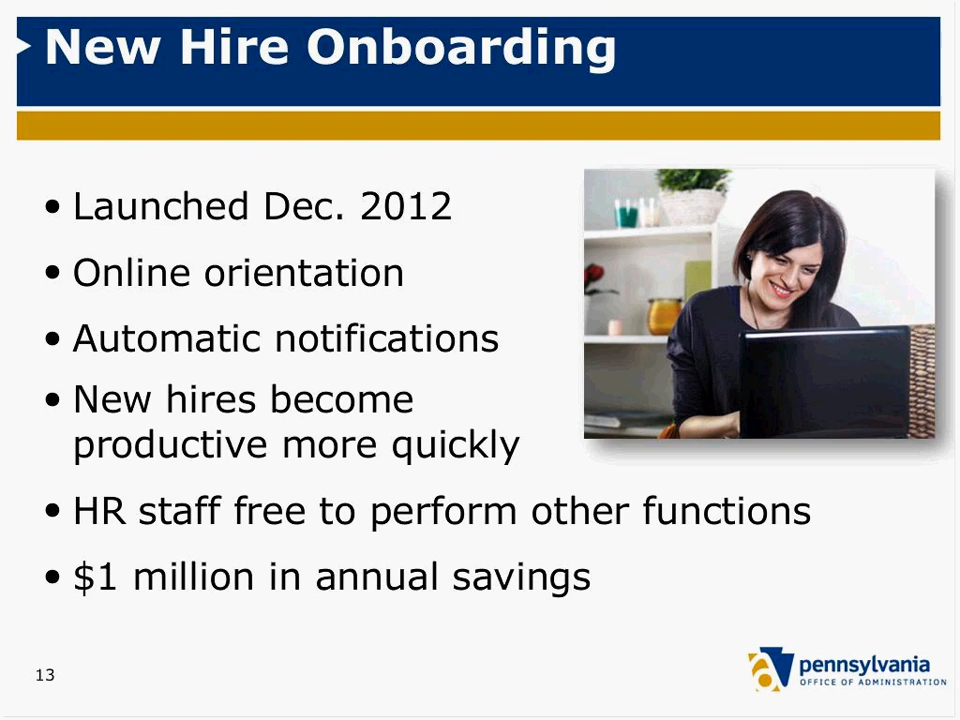 New Hire Onboarding
• Launched Dec. 2012
• Online orientation
• Automatic notifications
• New hires become
productive more quickly
• HR staff free to perform other functions
• $1 million in annual savings
13
pennsylvania
OFFICE OF ADMINISTRATION